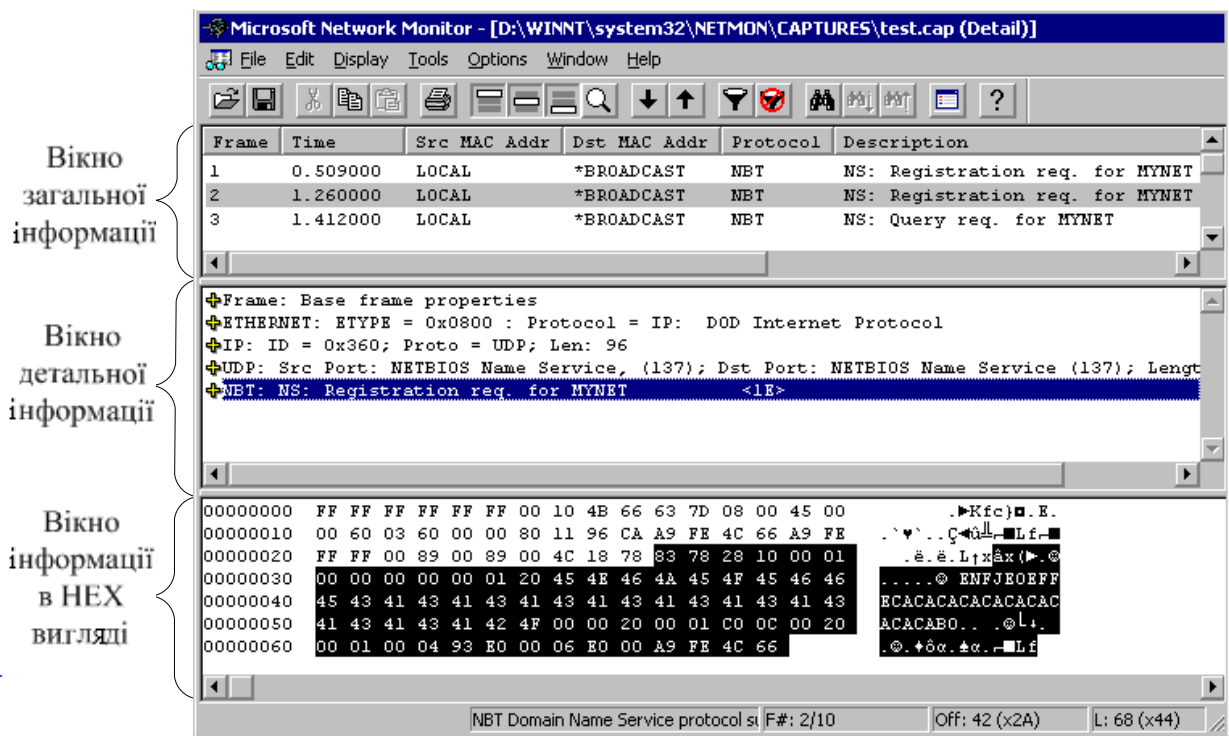 Microsoft Network Monitor - [D:\WINNT\system32\NETMON\CAPTURES\test.cap (Detail)]
File Edit Display Tools Options Window Help
Вікно
загальної
інформації
Frame Time Src MAC Addr Dst MAC Addr Protocol Description
1 0.509000 LOCAL *BROADCAST NBT NS: Registration req. for MYNET
2 1.260000 LOCAL *BROADCAST NBT NS: Registration req. for MYNET
3 1.412000 LOCAL *BROADCAST NBT NS: Query req. for MYNET
Вікно
детальної
інформації
Frame: Base frame properties
ETHERNET: ETYPE = 0x0800 : Protocol = IP: DOD Internet Protocol
IP: ID = 0x360; Proto = UDP; Len: 96
UDP: Src Port: NETBIOS Name Service, (137); Dst Port: NETBIOS Name Service (137); Lengt
NBT: NS: Registration req. for MYNET <1E>
Вікно
інформації
в HEX
вигляді
00000000 FF FF FF FF FF FF 00 10 4B 66 63 7D 08 00 45 00 .►Kfc}◘.E.
00000010 00 60 03 60 00 00 80 11 96 CA A9 FE 4C 66 A9 FE .`♥`..Ç◄û╩⌐■Lf⌐■
00000020 FF FF 00 89 00 89 00 4C 18 78 83 78 28 10 00 01 .ë.ë.L↑xâx(►.☺
00000030 00 00 00 00 00 01 20 45 4E 46 4A 45 4F 45 46 46 .....☺ ENFJEOEFF
00000040 45 43 41 43 41 43 41 43 41 43 41 43 41 43 41 43 ECACACACACACACAC
00000050 41 43 41 43 41 42 4F 00 00 20 00 01 C0 0C 00 20 ACACABO.. .☺└♀.
00000060 00 01 00 04 93 E0 00 06 E0 00 A9 FE 4C 66 .☺.♦ôα.♠α.⌐■Lf
NBT Domain Name Service protocol su F#: 2/10 Off: 42 (x2A) L: 68 (x44)